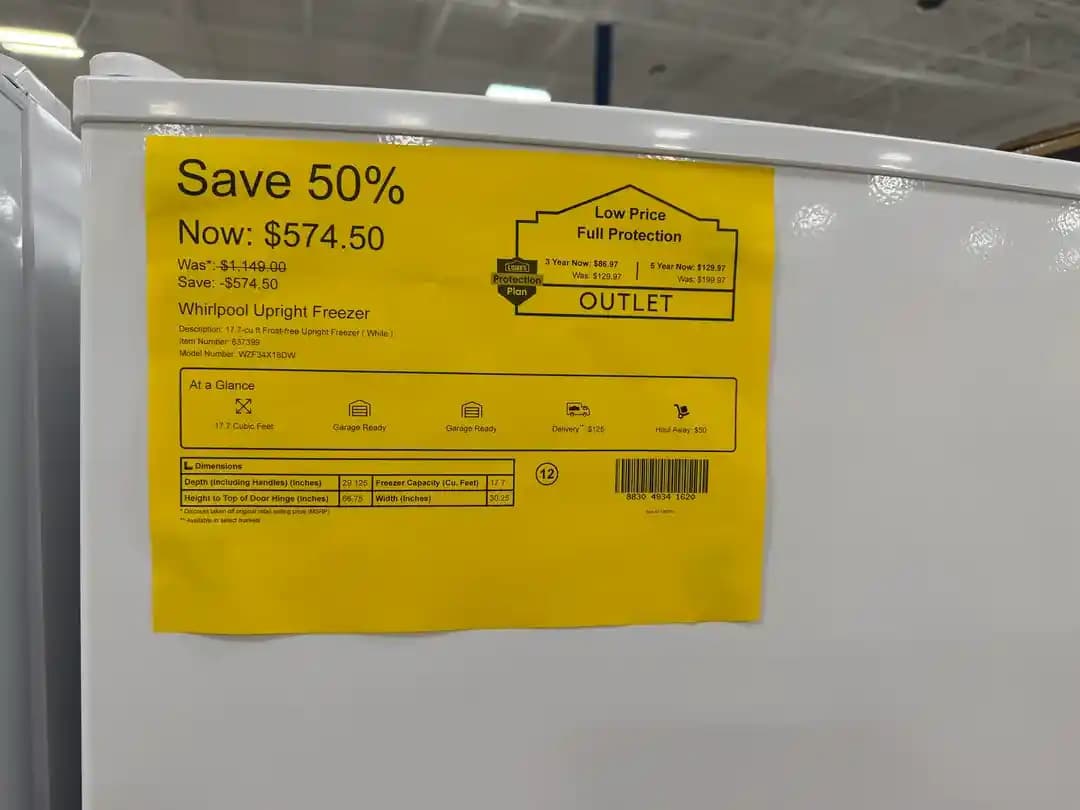 Save 50%
Now: $574.50
Was*: $1,149.00
Save: -$574.50
Whirlpool Upright Freezer
Description: 17.7-cu ft Frost-free Upright Freezer ( White )
Item Number: 637399
Model Number: WZF34X18DW
Low Price
Full Protection
3 Year Now: $86.97
Was: $129.97
5 Year Now: $129.97
Was: $199.97
LOWE'S
Protection
Plan
OUTLET
At a Glance
17.7 Cubic Feet
Garage Ready
Garage Ready
Delivery** $125
Haul Away: $50
Dimensions
Depth (Including Handles) (Inches) 29.125 Freezer Capacity (Cu. Feet) 17.7
Height to Top of Door Hinge (Inches) 66.75 Width (Inches) 30.25
* Discount taken off original retail selling price (MSRP)
** Available in select markets
12
8830 4934 1620